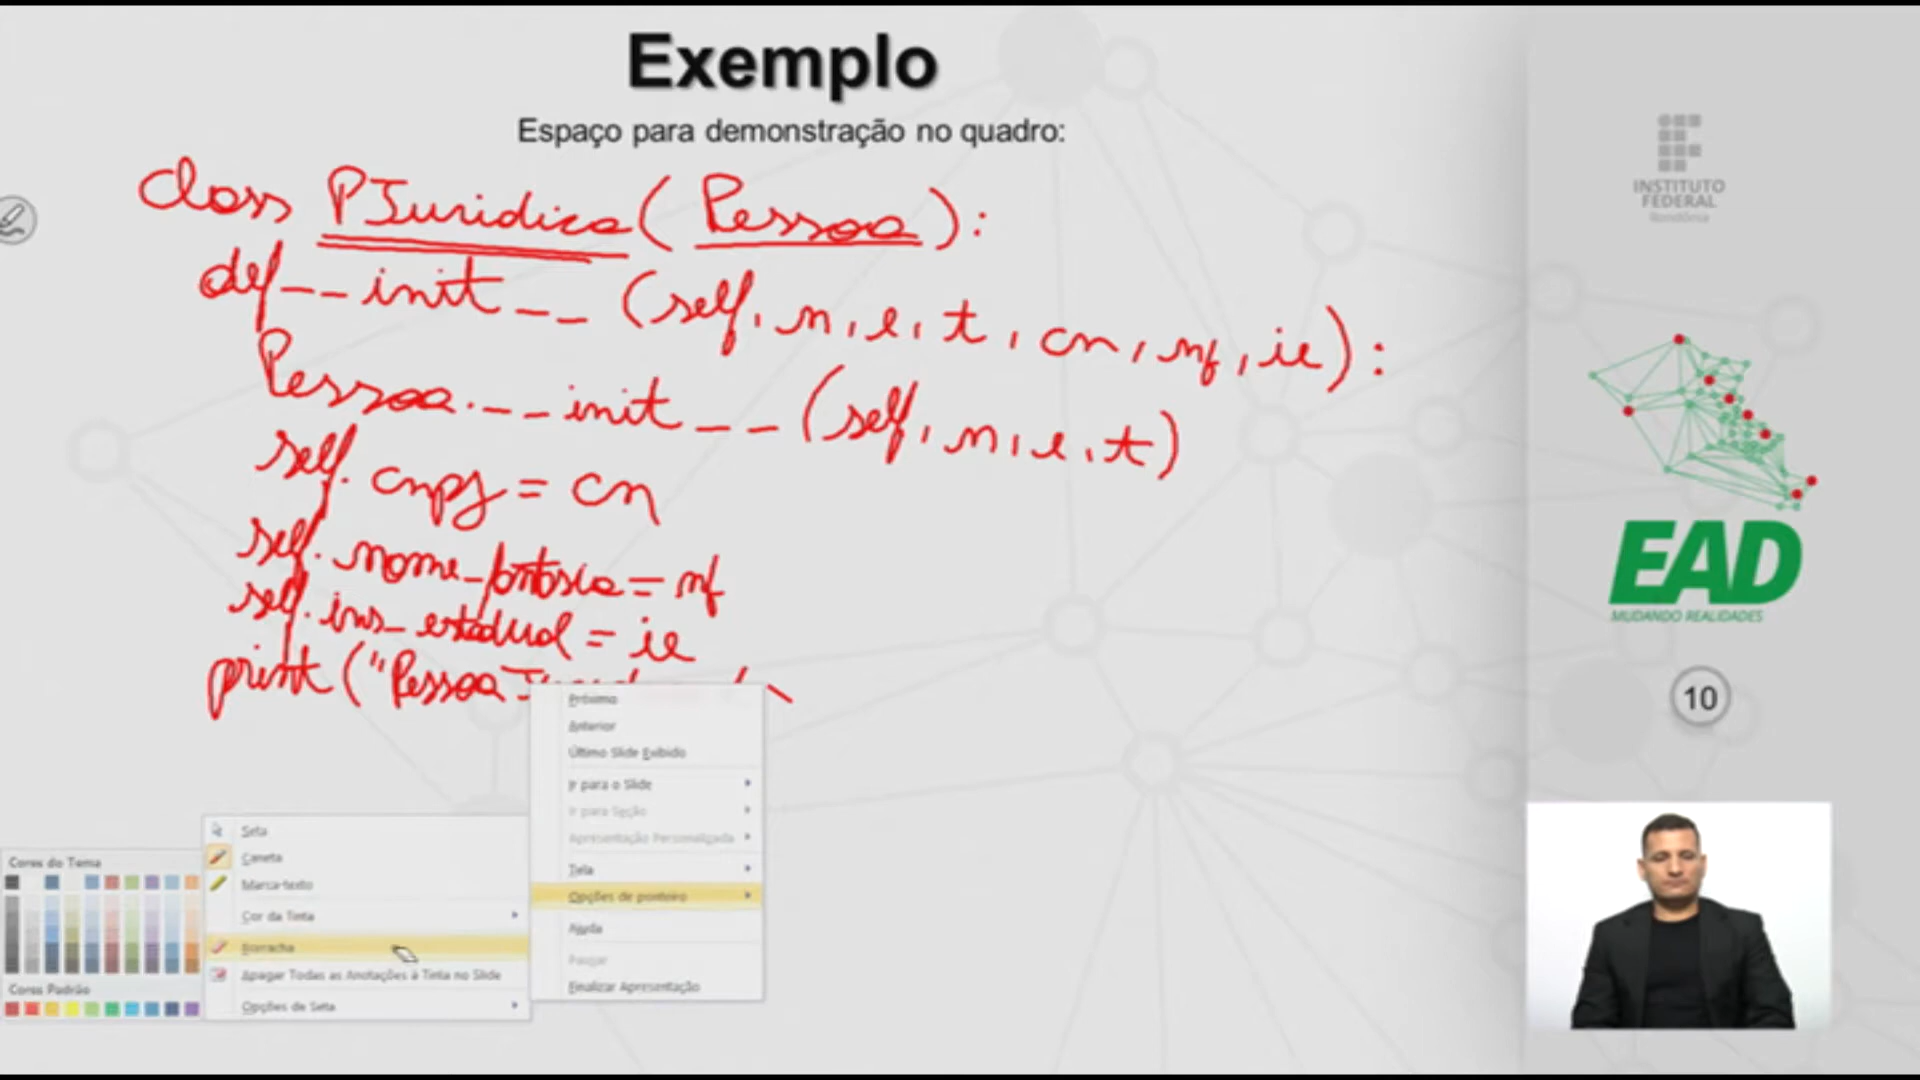 Exemplo
Espaço para demonstração no quadro:
class PJuridica(Pessoa):
def __init__(self, n, e, t, cn, nf, ie):
Pessoa.__init__(self, n, e, t)
self.cnpj = cn
self.nome_fantasia = nf
self.ins_estadual = ie
print("Pessoa
Próximo
Anterior
Último Slide Exibido
Ir para o Slide
Ir para Seção
Apresentação Personalizada
Tela
Opções de ponteiro
Ajuda
Pausar
Finalizar Apresentação
Seta
Caneta
Marca-texto
Cor da Tinta
Borracha
Apagar Todas as Anotações à Tinta no Slide
Opções de Seta
Cores do Tema
Cores Padrão
INSTITUTO
FEDERAL
Rondônia
EAD
MUDANDO REALIDADES
10